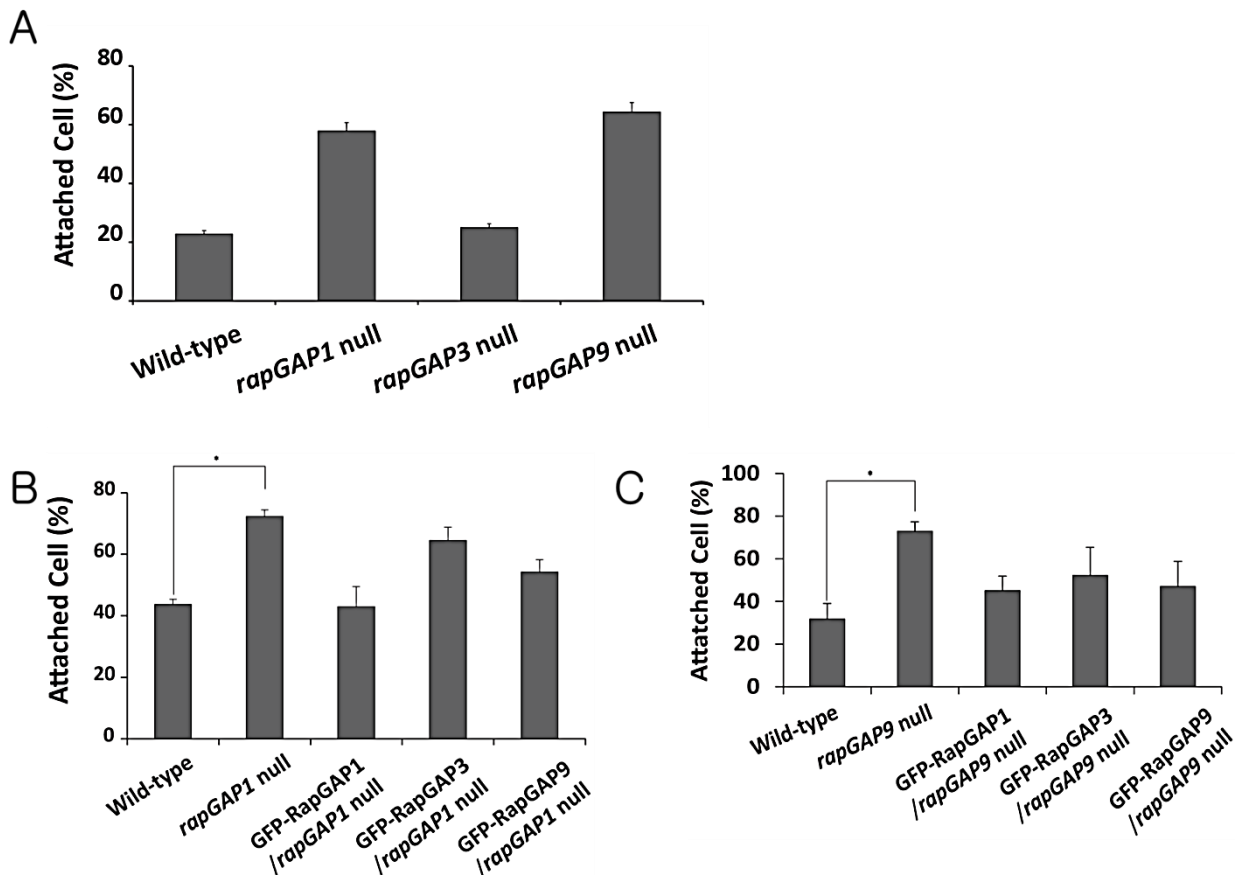 A
Attached Cell (%)
80
60
40
20
0
Wild-type
rapGAP1 null
rapGAP3 null
rapGAP9 null
B
Attached Cell (%)
80
60
40
20
0
*
Wild-type
rapGAP1 null
GFP-RapGAP1
/rapGAP1 null
GFP-RapGAP3
/rapGAP1 null
GFP-RapGAP9
/rapGAP1 null
C
Attatched Cell (%)
100
80
60
40
20
0
*
Wild-type
rapGAP9 null
GFP-RapGAP1
/rapGAP9 null
GFP-RapGAP3
/rapGAP9 null
GFP-RapGAP9
/rapGAP9 null